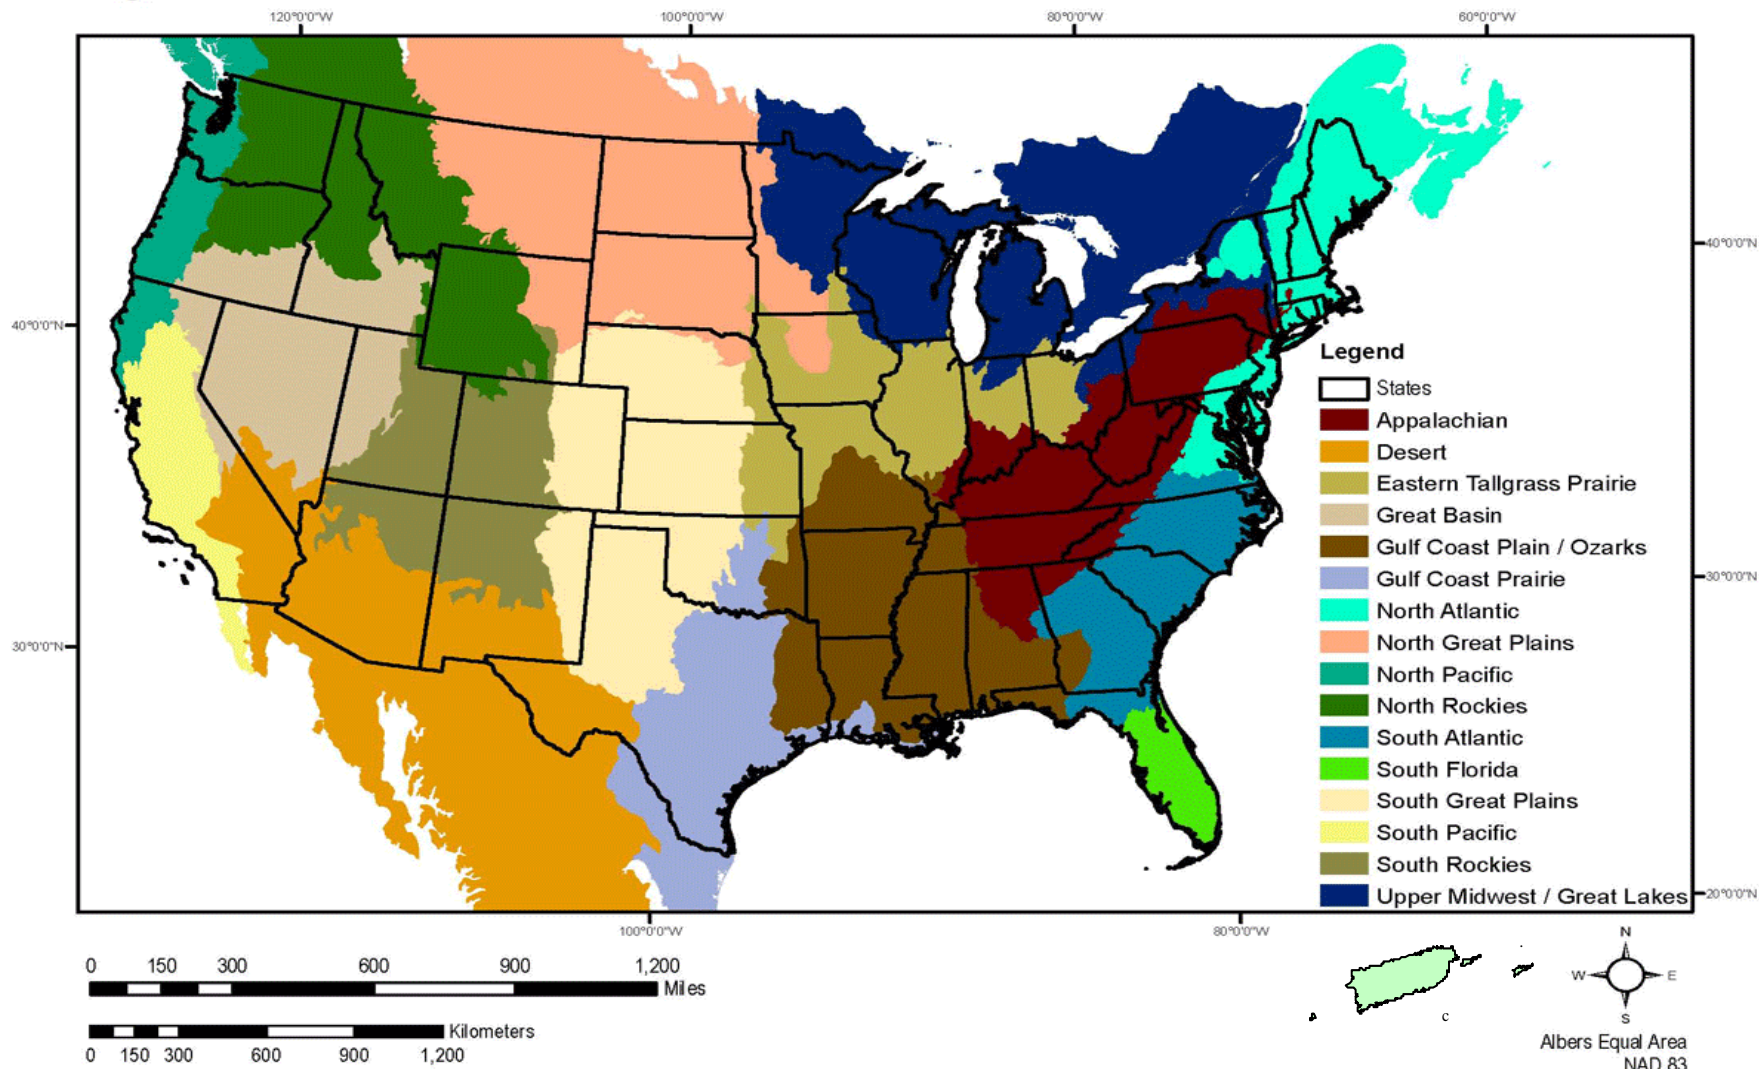 120°0'0"W 100°0'0"W 80°0'0"W 60°0'0"W
40°0'0"N
40°0'0"N
30°0'0"N
30°0'0"N
20°0'0"N
Legend
States
Appalachian
Desert
Eastern Tallgrass Prairie
Great Basin
Gulf Coast Plain / Ozarks
Gulf Coast Prairie
North Atlantic
North Great Plains
North Pacific
North Rockies
South Atlantic
South Florida
South Great Plains
South Pacific
South Rockies
Upper Midwest / Great Lakes
100°0'0"W 80°0'0"W
0 150 300 600 900 1,200
Miles
Kilometers
0 150 300 600 900 1,200
N
W E
S
c
Albers Equal Area
NAD 83